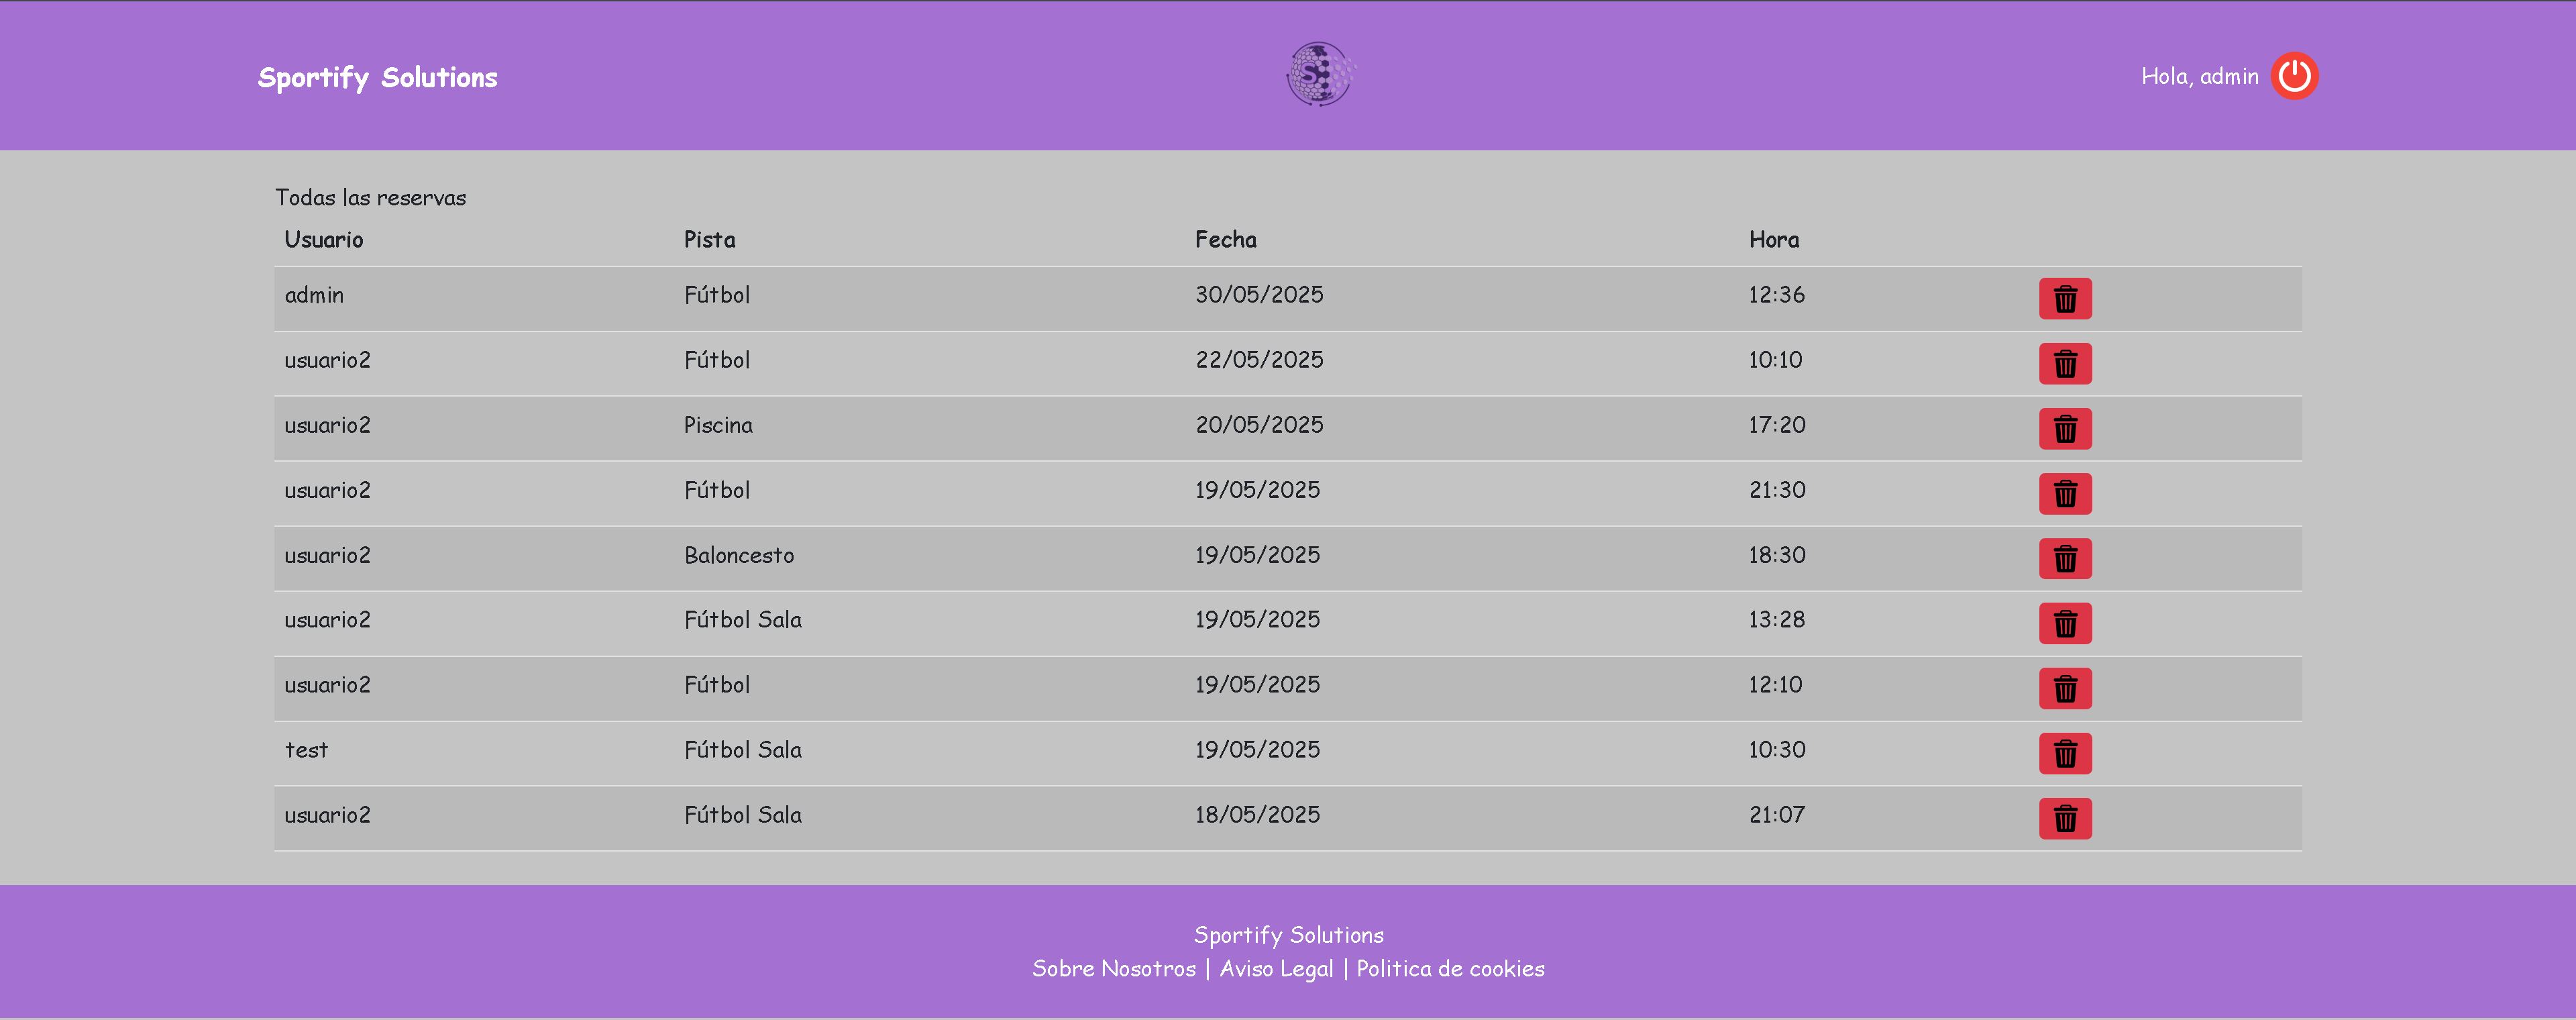 Sportify Solutions
S
Hola, admin
Todas las reservas
Usuario Pista Fecha Hora
admin Fútbol 30/05/2025 12:36
usuario2 Fútbol 22/05/2025 10:10
usuario2 Piscina 20/05/2025 17:20
usuario2 Fútbol 19/05/2025 21:30
usuario2 Baloncesto 19/05/2025 18:30
usuario2 Fútbol Sala 19/05/2025 13:28
usuario2 Fútbol 19/05/2025 12:10
test Fútbol Sala 19/05/2025 10:30
usuario2 Fútbol Sala 18/05/2025 21:07
Sportify Solutions
Sobre Nosotros | Aviso Legal | Politica de cookies